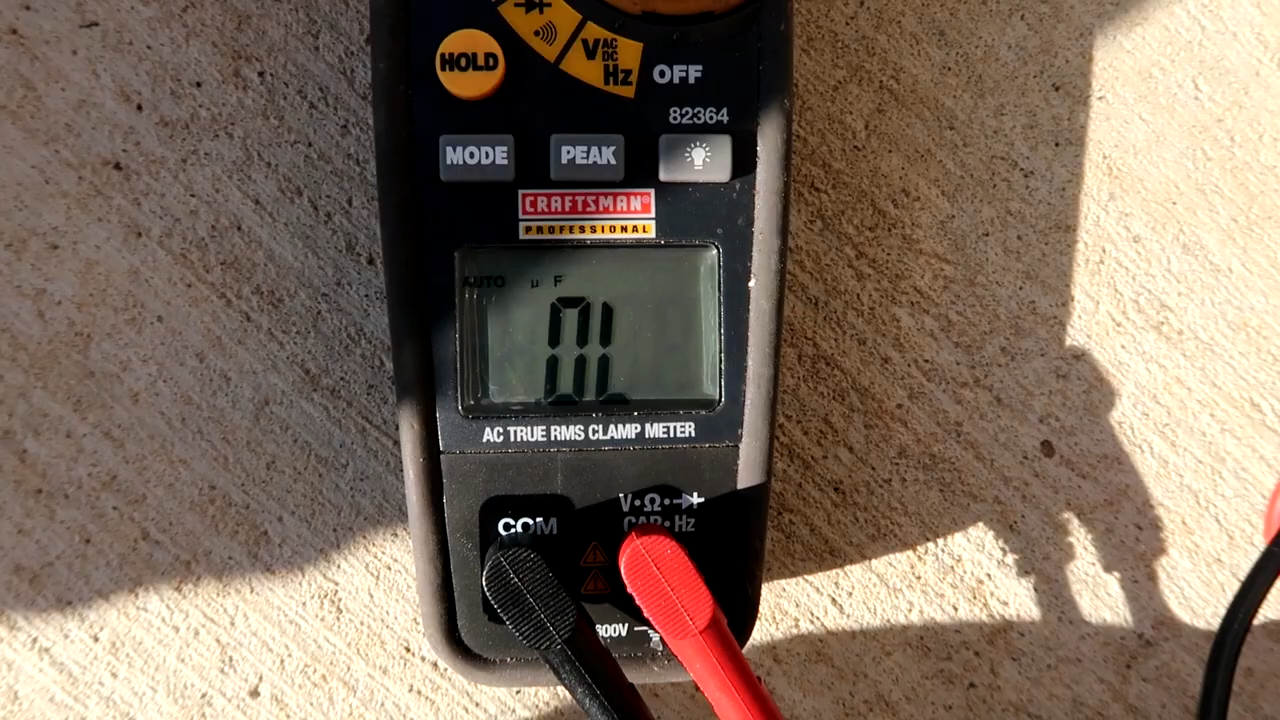 HOLD
V AC DC Hz
OFF
82364
MODE
PEAK
CRAFTSMAN®
PROFESSIONAL
AUTO μ F
OL
AC TRUE RMS CLAMP METER
COM
V•Ω•
CAP•Hz
600V